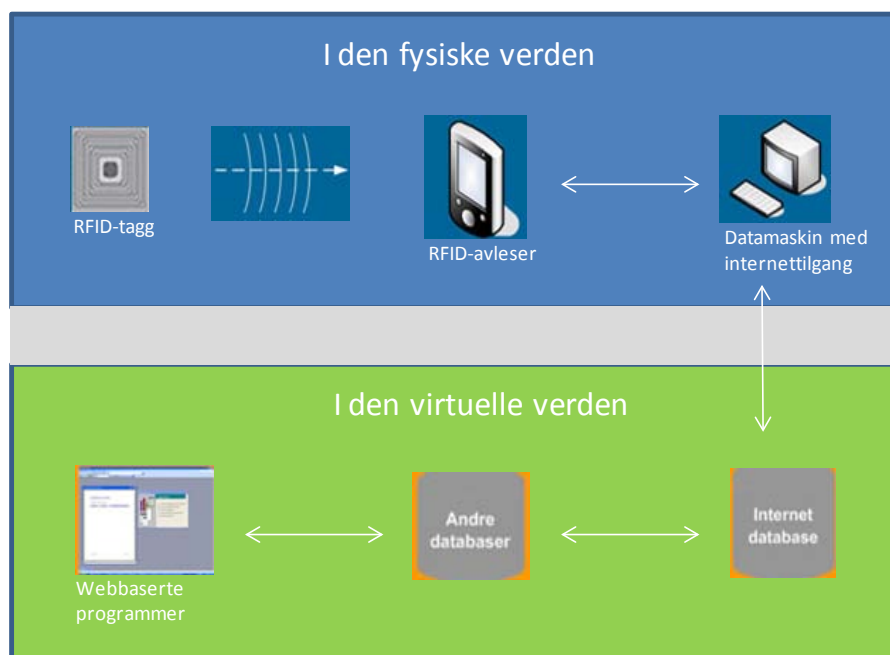 I den fysiske verden
RFID-tagg
RFID-avleser
Datamaskin med
internettilgang
I den virtuelle verden
Andre
databaser
Internet
database
Webbaserte
programmer